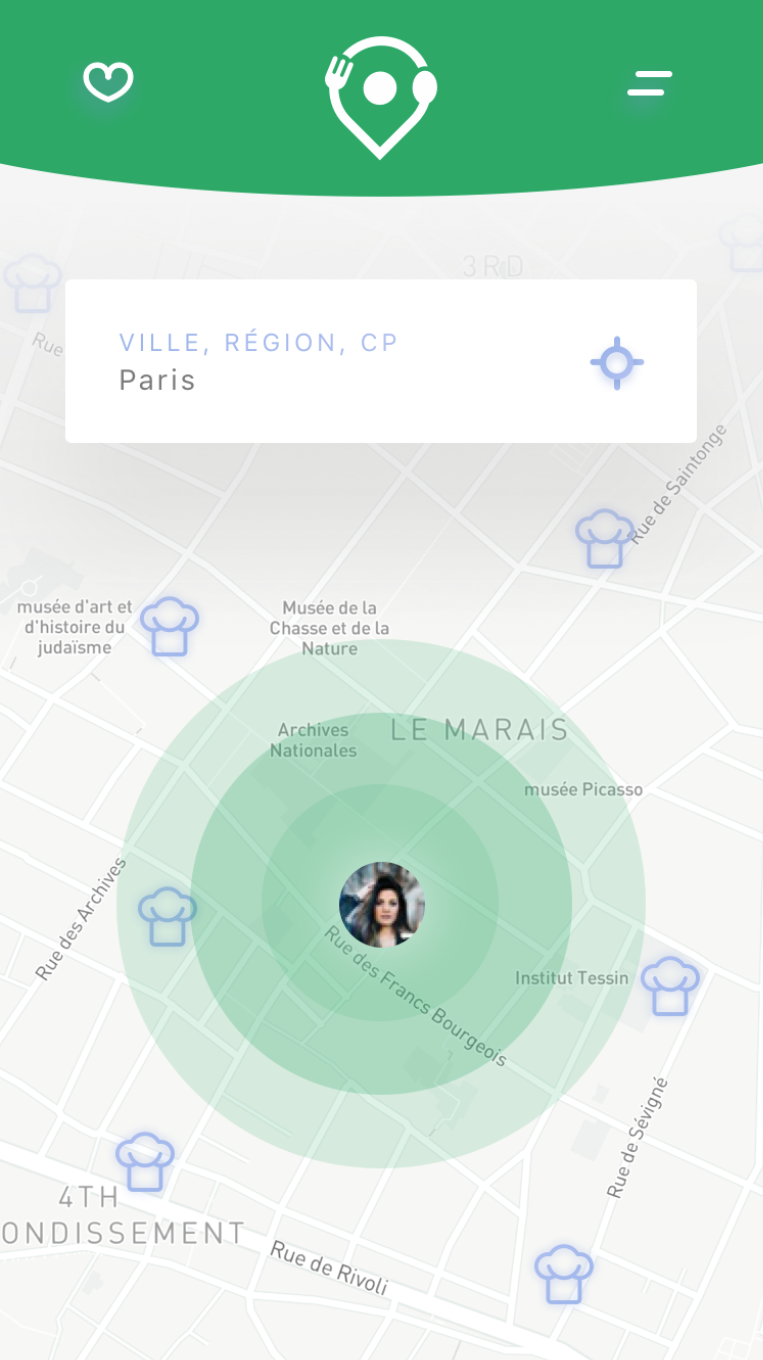 3RD
Rue
VILLE, RÉGION, CP
Paris
Rue de Saintonge
musée d'art et
d'histoire du
judaïsme
Musée de la
Chasse et de la
Nature
Archives
Nationales
LE MARAIS
musée Picasso
Rue des Archives
Rue des Francs Bourgeois
Institut Tessin
Rue de Sévigné
4TH
ONDISSEMENT
Rue de Rivoli